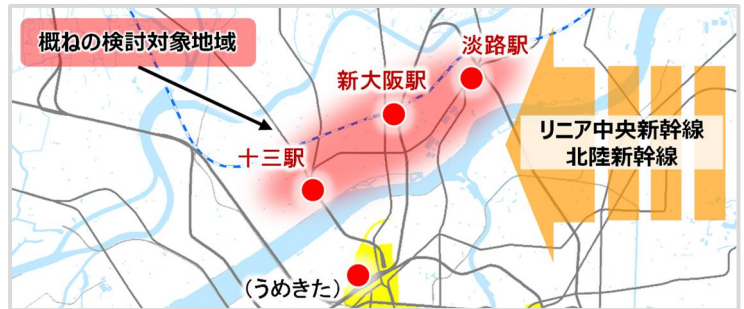 概ねの検討対象地域
淡路駅
新大阪駅
十三駅
リニア中央新幹線
北陸新幹線
(うめきた)